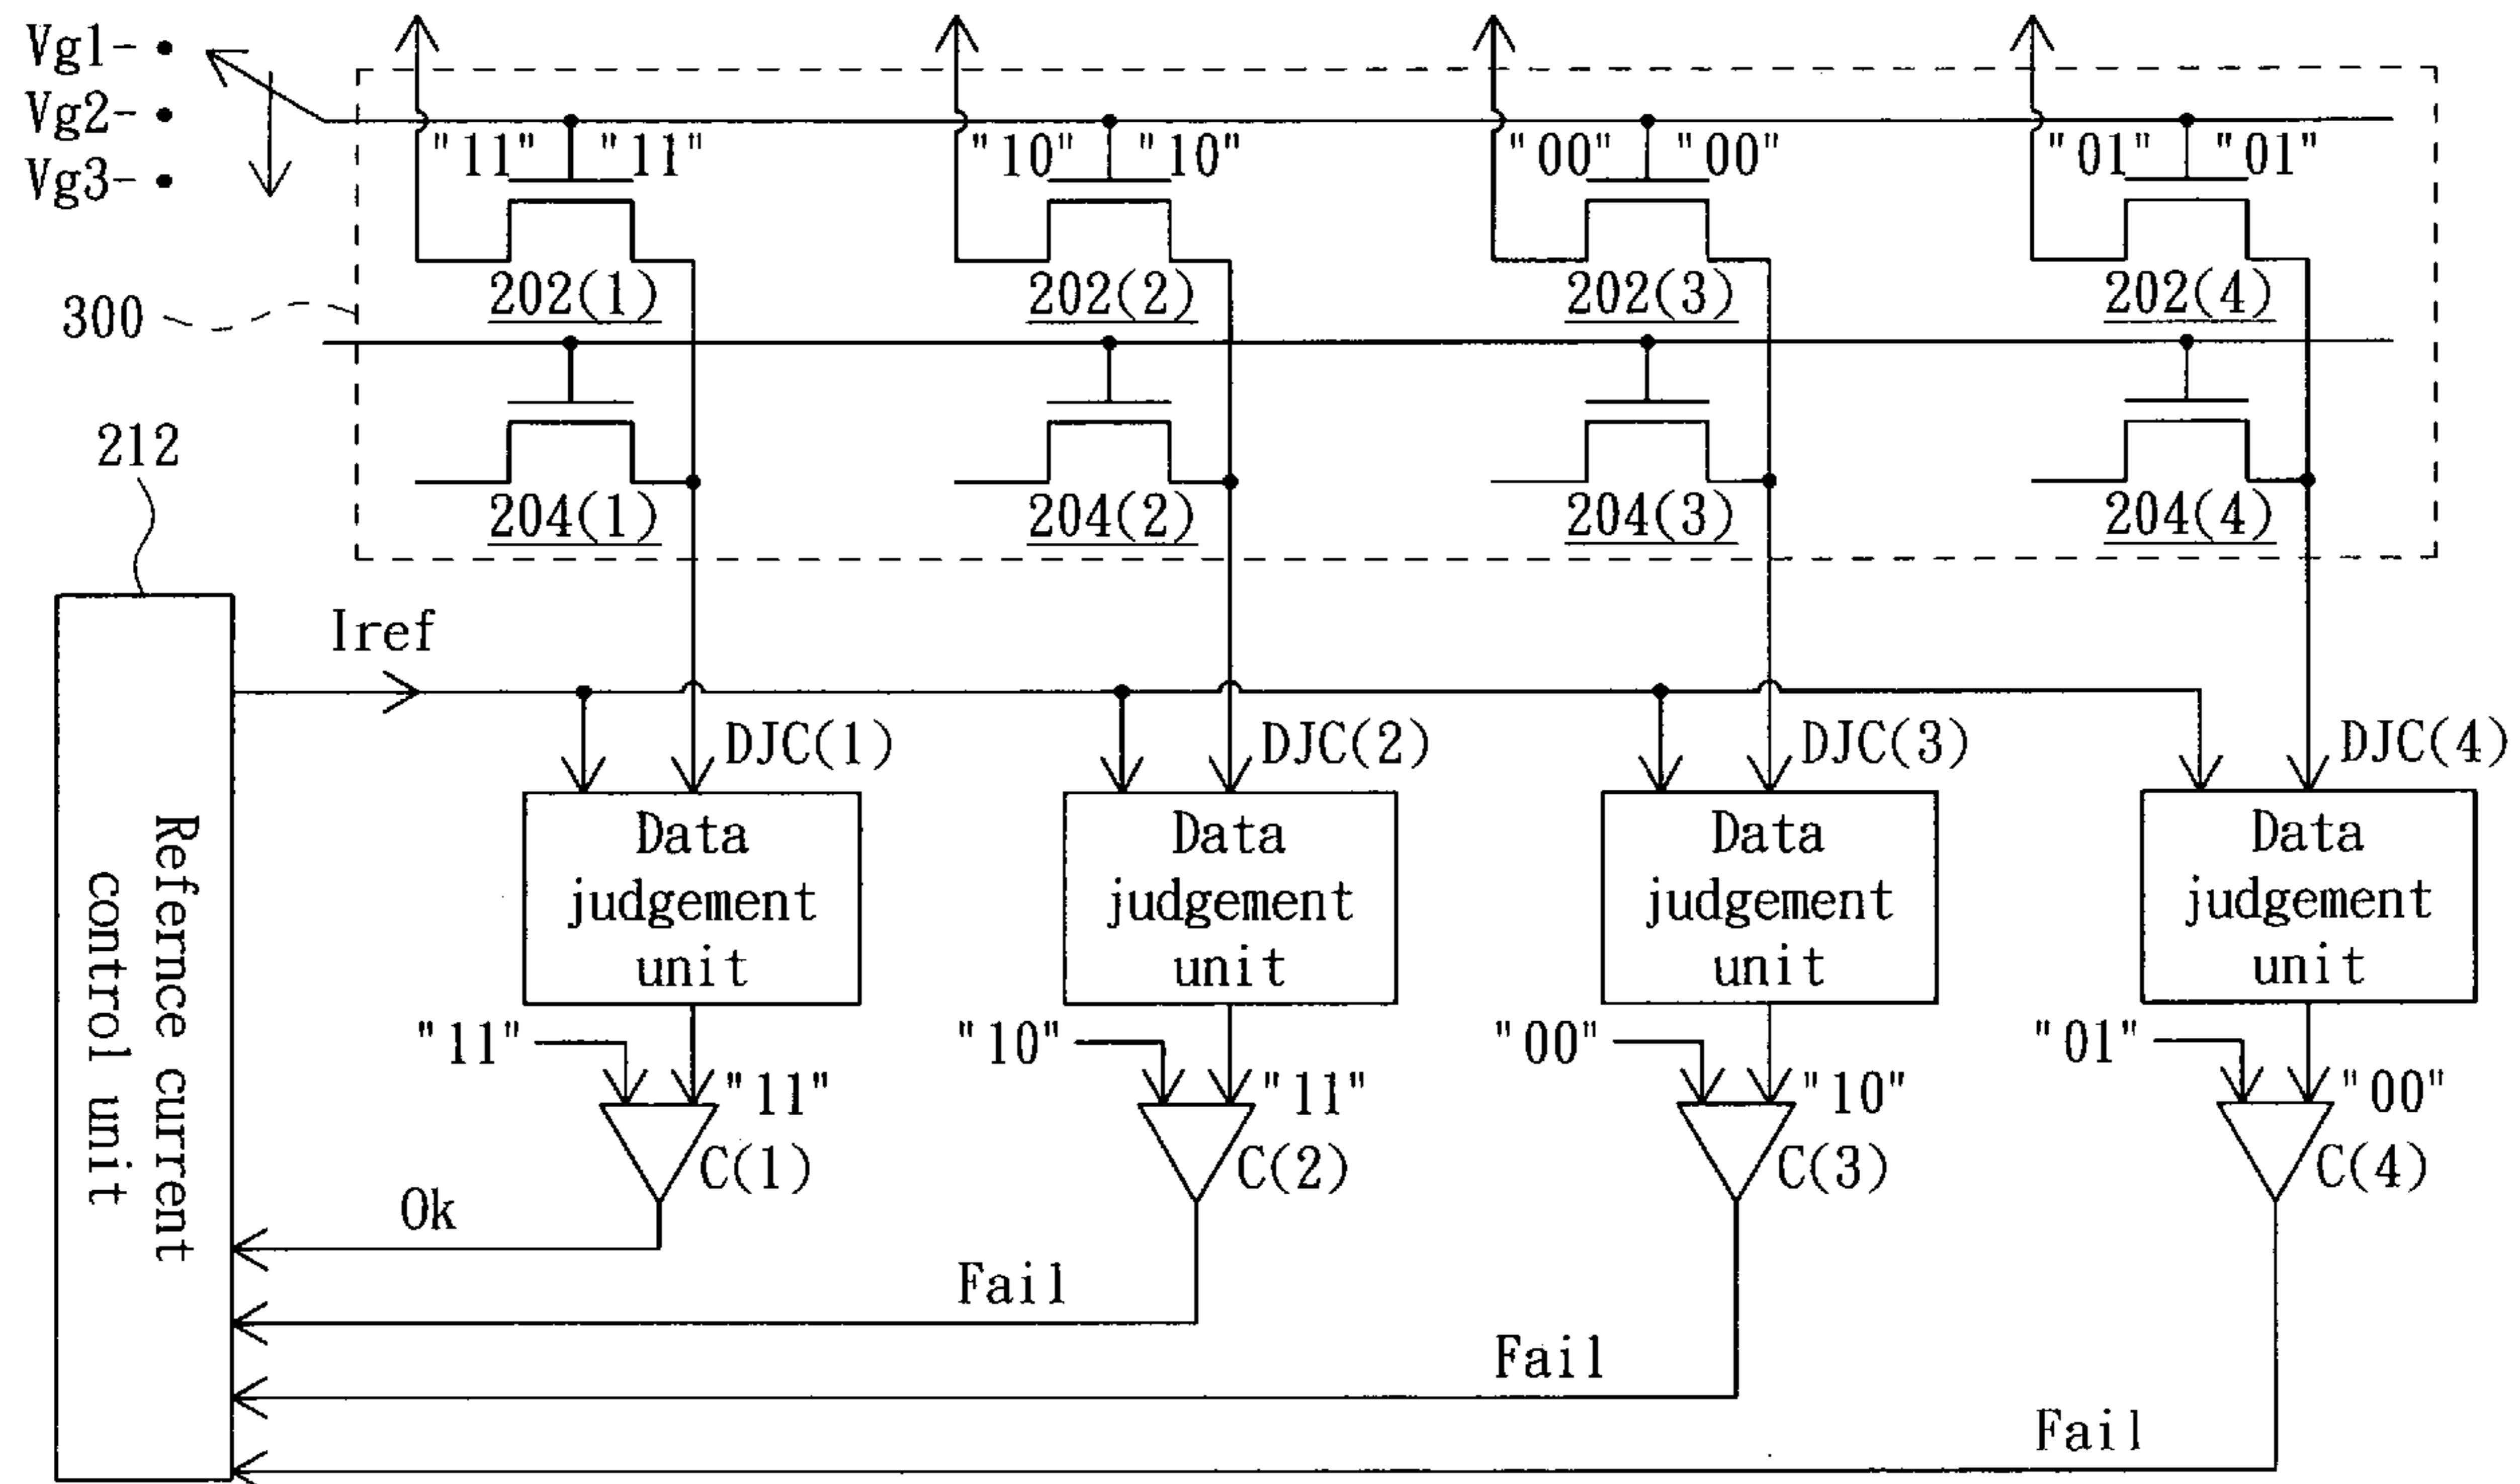 Vg1-
Vg2-
Vg3-
"11" "11" "10" "10" "00" "00" "01" "01"
202(1) 202(2) 202(3) 202(4)
300
204(1) 204(2) 204(3) 204(4)
212
Iref
DJC(1) DJC(2) DJC(3) DJC(4)
Refernce current
control unit
Data
judgement
unit
Data
judgement
unit
Data
judgement
unit
Data
judgement
unit
"11" "10" "00" "01"
"11" "11" "10" "00"
C(1) C(2) C(3) C(4)
Ok
Fail
Fail
Fail